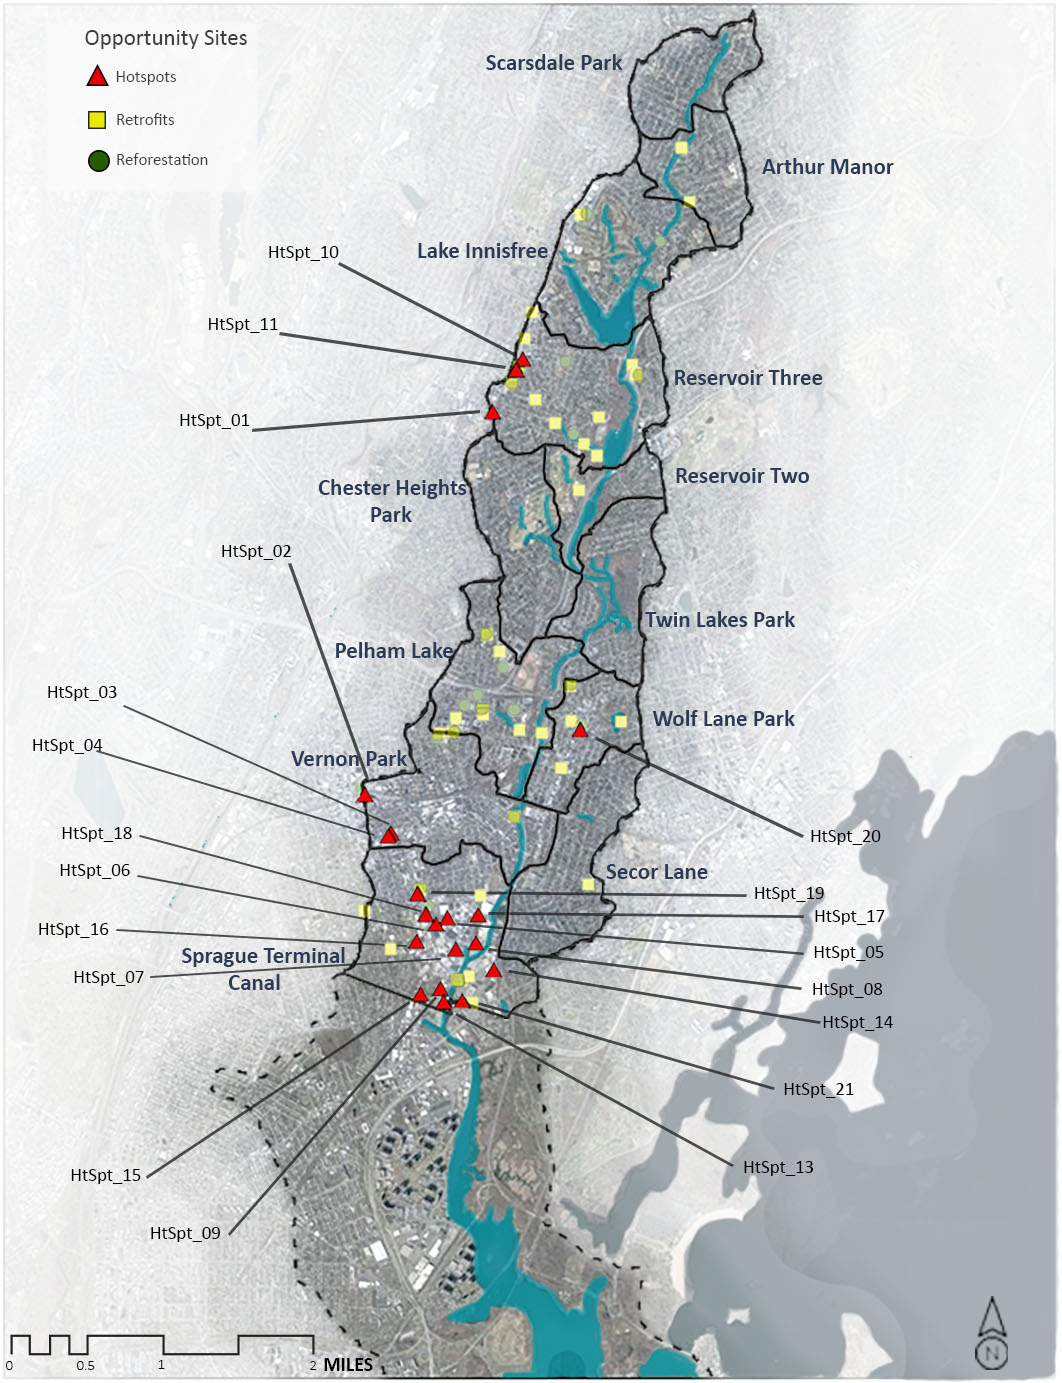 Opportunity Sites
Hotspots
Retrofits
Reforestation
Scarsdale Park
Arthur Manor
Lake Innisfree
HtSpt_10
HtSpt_11
HtSpt_01
Reservoir Three
Reservoir Two
Chester Heights
Park
HtSpt_02
Twin Lakes Park
Pelham Lake
HtSpt_03
HtSpt_04
Wolf Lane Park
Vernon Park
HtSpt_18
HtSpt_06
HtSpt_20
Secor Lane
HtSpt_19
HtSpt_17
HtSpt_16
HtSpt_05
Sprague Terminal
Canal
HtSpt_07
HtSpt_08
HtSpt_14
HtSpt_21
HtSpt_13
HtSpt_15
HtSpt_09
0 0.5 1 2 MILES
N